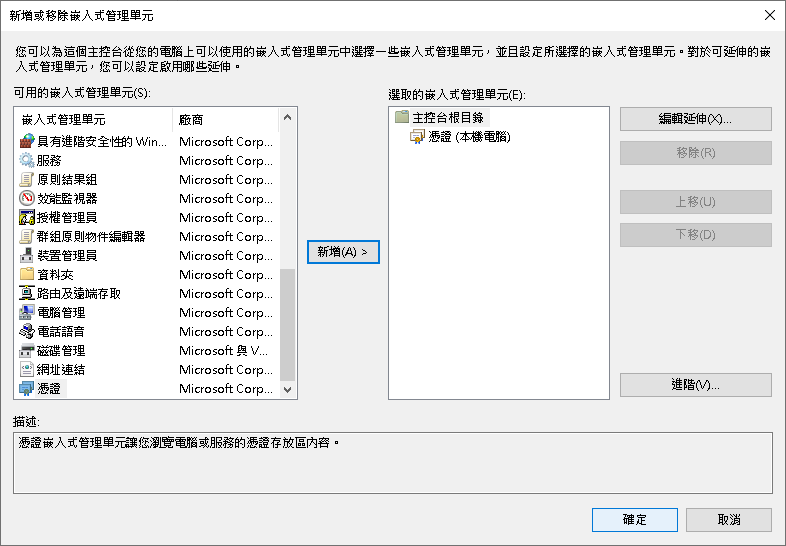 新增或移除嵌入式管理單元
您可以為這個主控台從您的電腦上可以使用的嵌入式管理單元中選擇一些嵌入式管理單元，並且設定所選擇的嵌入式管理單元。對於可延伸的嵌
入式管理單元，您可以設定啟用哪些延伸。
可用的嵌入式管理單元(S):
嵌入式管理單元 廠商
具有進階安全性的 Win... Microsoft Corp...
服務 Microsoft Corp...
原則結果組 Microsoft Corp...
效能監視器 Microsoft Corp...
授權管理員 Microsoft Corp...
群組原則物件編輯器 Microsoft Corp...
裝置管理員 Microsoft Corp...
資料夾 Microsoft Corp...
路由及遠端存取 Microsoft Corp...
電腦管理 Microsoft Corp...
電話語音 Microsoft Corp...
磁碟管理 Microsoft 與 V...
網址連結 Microsoft Corp...
憑證 Microsoft Corp...
新增(A) >
選取的嵌入式管理單元(E):
主控台根目錄
憑證 (本機電腦)
編輯延伸(X)...
移除(R)
上移(U)
下移(D)
進階(V)...
描述:
憑證嵌入式管理單元讓您瀏覽電腦或服務的憑證存放區內容。
確定
取消